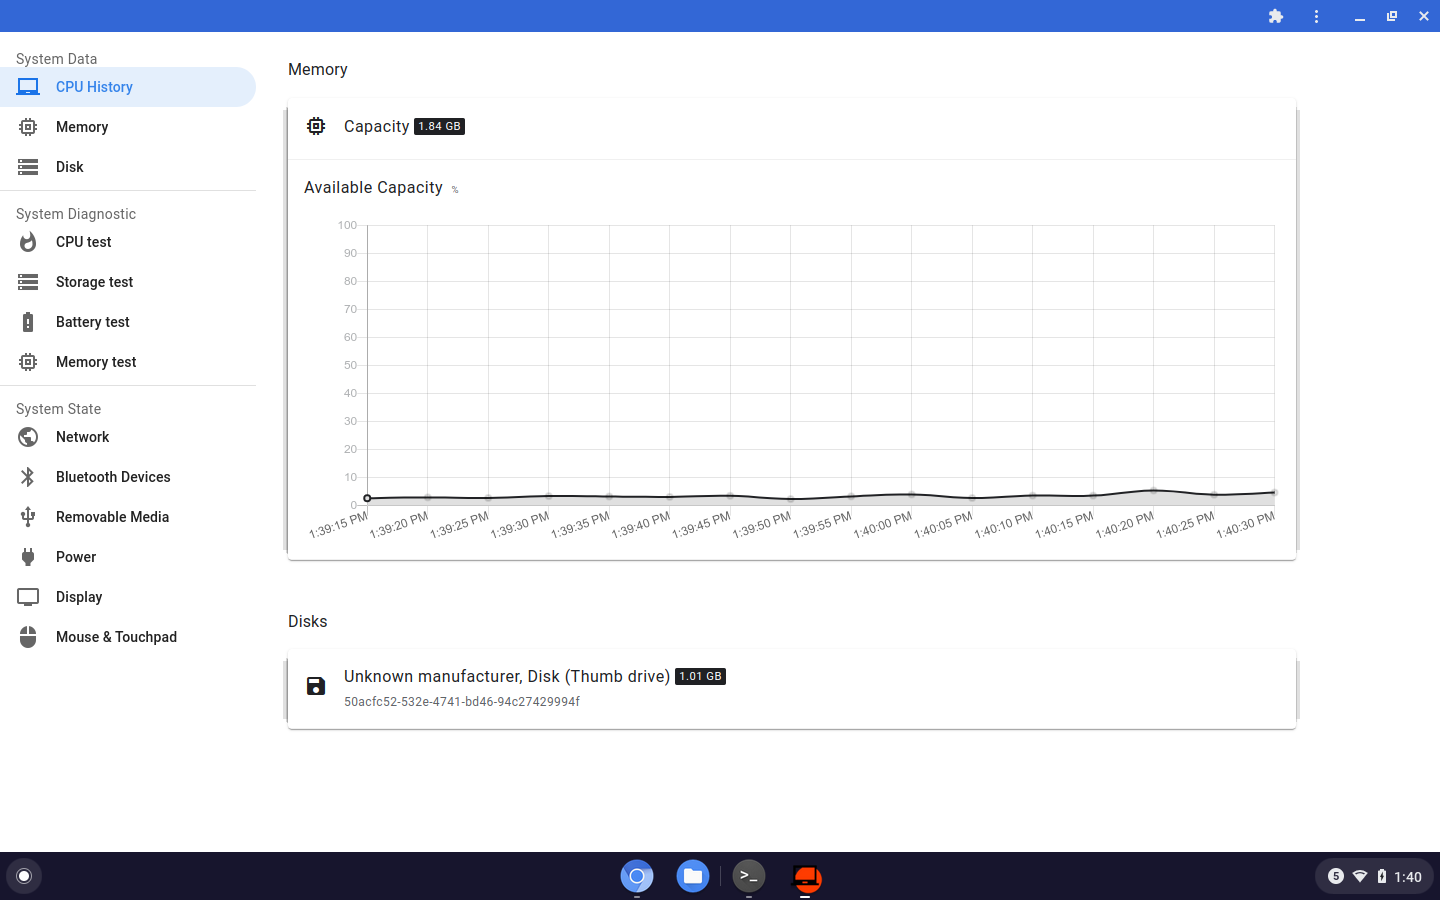 System Data
CPU History
Memory
Disk
System Diagnostic
CPU test
Storage test
Battery test
Memory test
System State
Network
Bluetooth Devices
Removable Media
Power
Display
Mouse & Touchpad
Memory
Capacity 1.84 GB
Available Capacity %
100
90
80
70
60
50
40
30
20
10
0
1:39:15 PM 1:39:20 PM 1:39:25 PM 1:39:30 PM 1:39:35 PM 1:39:40 PM 1:39:45 PM 1:39:50 PM 1:39:55 PM 1:40:00 PM 1:40:05 PM 1:40:10 PM 1:40:15 PM 1:40:20 PM 1:40:25 PM 1:40:30 PM
Disks
Unknown manufacturer, Disk (Thumb drive) 1.01 GB
50acfc52-532e-4741-bd46-94c27429994f
>_
5 1:40